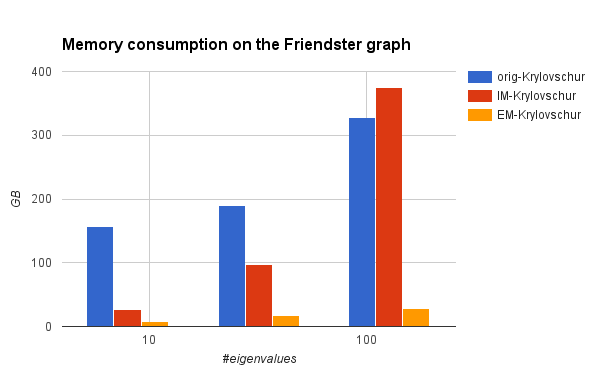 Memory consumption on the Friendster graph
400
300
200
100
0
GB
10
100
#eigenvalues
orig-Krylovschur
IM-Krylovschur
EM-Krylovschur